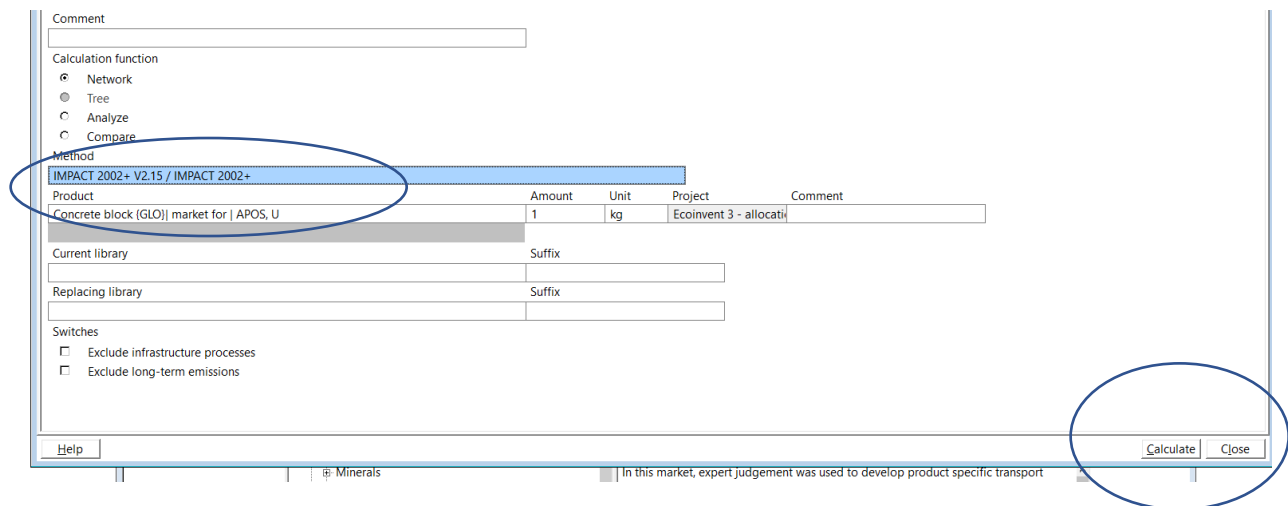 Comment
Calculation function
Network
Tree
Analyze
Compare
Method
IMPACT 2002+ V2.15 / IMPACT 2002+
Product Amount Unit Project Comment
Concrete block {GLO}| market for | APOS, U 1 kg Ecoinvent 3 - allocati
Current library Suffix
Replacing library Suffix
Switches
Exclude infrastructure processes
Exclude long-term emissions
Help Calculate Close
Minerals In this market, expert judgement was used to develop product specific transport